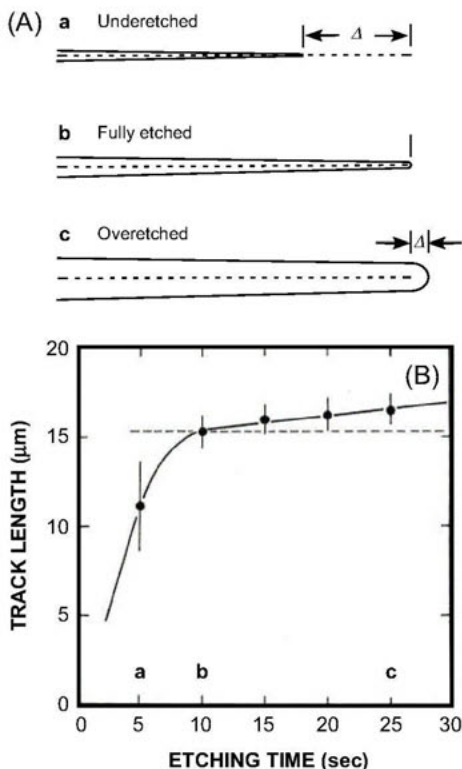 (A)
a Underetched
Δ
b Fully etched
c Overetched
Δ
(B)
20
15
10
5
0
TRACK LENGTH (μm)
a b c
0 5 10 15 20 25 30
ETCHING TIME (sec)